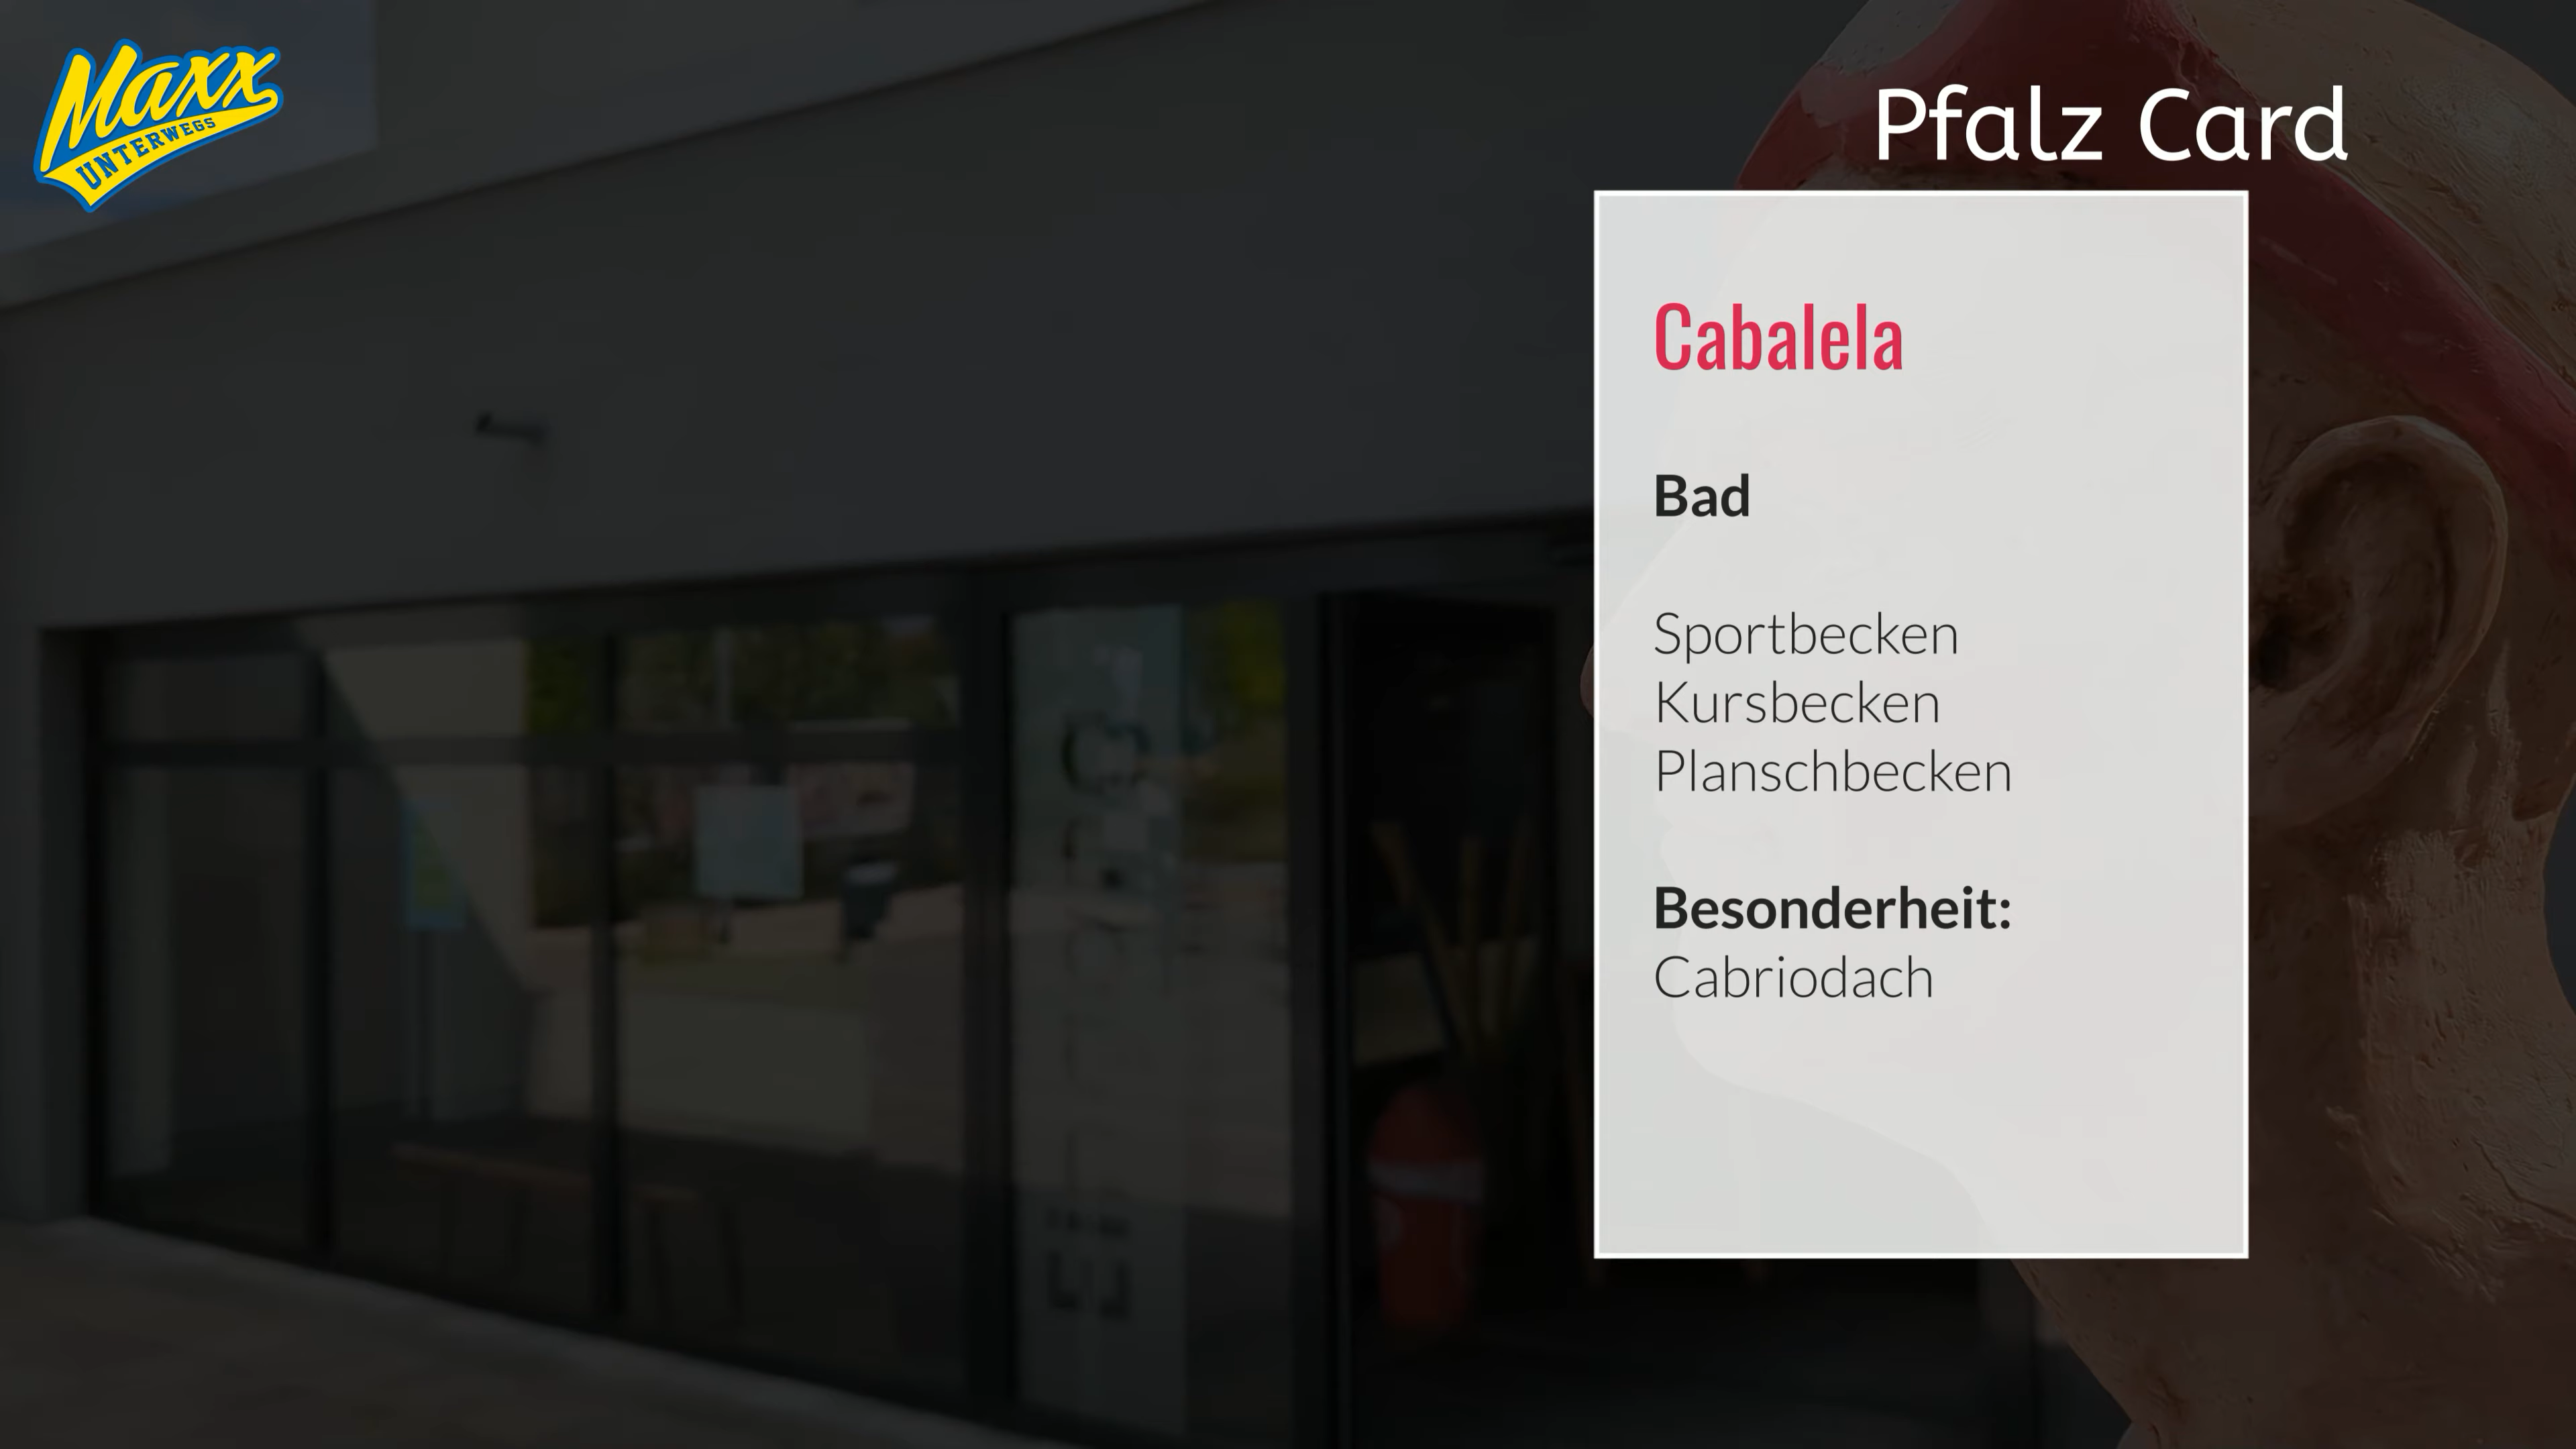 Maxx
UNTERWEGS
Pfalz Card
Cabalela
Bad
Sportbecken
Kursbecken
Planschbecken
Besonderheit:
Cabriodach